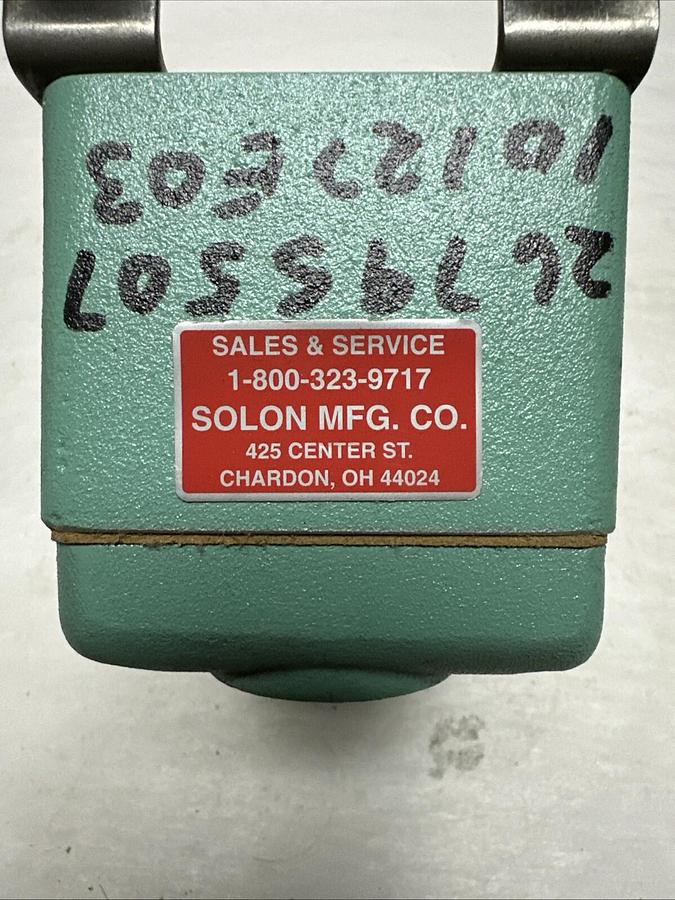 SALES & SERVICE
1-800-323-9717
SOLON MFG. CO.
425 CENTER ST.
CHARDON, OH 44024